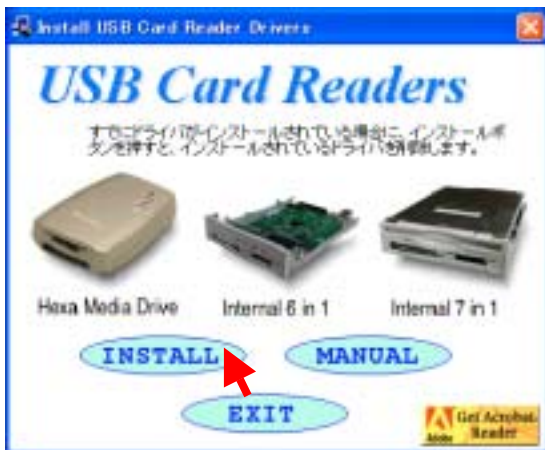 Install USB Card Reader Drivers
USB Card Readers
すでにドライバがインストールされている場合に、インストールボ
タンを押すと、インストールされているドライバを削除します。
Hexa Media Drive
Internal 6 in 1
Internal 7 in 1
INSTALL
MANUAL
EXIT
Get Acrobat
Reader
Adobe